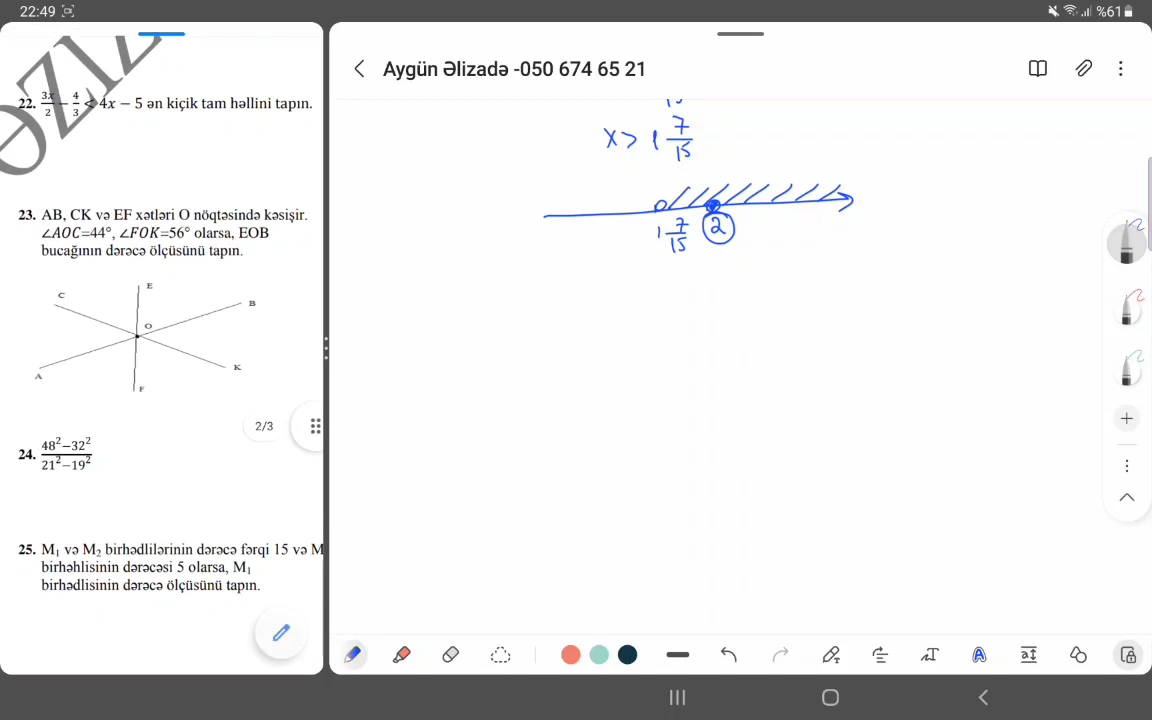 22:49
%61
ƏZİZ
22. 3x/2 − 4/3 < 4x − 5 ən kiçik tam həllini tapın.
23. AB, CK və EF xətləri O nöqtəsində kəsişir.
∠AOC=44°, ∠FOK=56° olarsa, EOB
bucağının dərəcə ölçüsünü tapın.
E
C
B
O
K
A
F
2/3
24. 48²−32²/21²−19²
25. M₁ və M₂ birhədlilərinin dərəcə fərqi 15 və M
birhəhlisinin dərəcəsi 5 olarsa, M₁
birhədlisinin dərəcə ölçüsünü tapın.
Aygün Əlizadə -050 674 65 21
x > 1 7/15
1 7/15 2